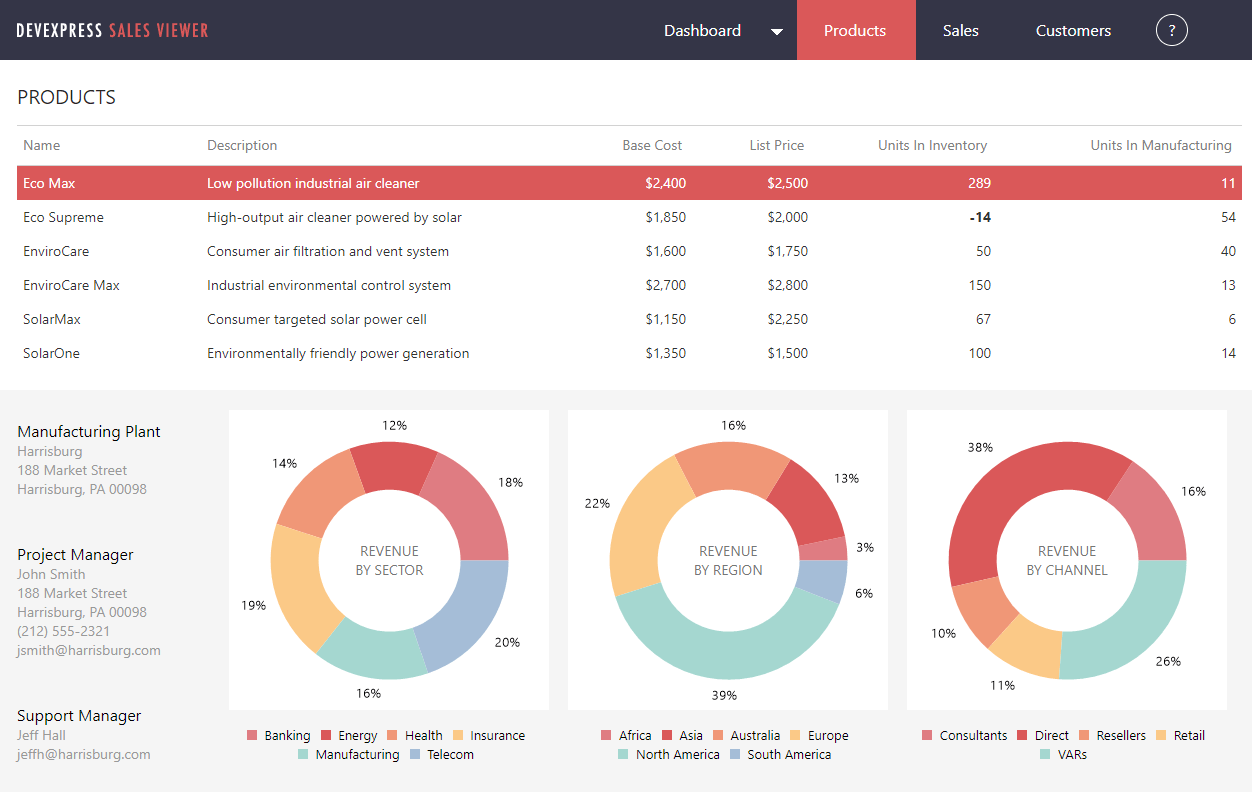 DEVEXPRESS SALES VIEWER Dashboard Products Sales Customers ?
PRODUCTS
Name Description Base Cost List Price Units In Inventory Units In Manufacturing
Eco Max Low pollution industrial air cleaner $2,400 $2,500 289 11
Eco Supreme High-output air cleaner powered by solar $1,850 $2,000 -14 54
EnviroCare Consumer air filtration and vent system $1,600 $1,750 50 40
EnviroCare Max Industrial environmental control system $2,700 $2,800 150 13
SolarMax Consumer targeted solar power cell $1,150 $2,250 67 6
SolarOne Environmentally friendly power generation $1,350 $1,500 100 14
Manufacturing Plant
Harrisburg
188 Market Street
Harrisburg, PA 00098
Project Manager
John Smith
188 Market Street
Harrisburg, PA 00098
(212) 555-2321
jsmith@harrisburg.com
Support Manager
Jeff Hall
jeffh@harrisburg.com
12%
14%
18%
REVENUE
BY SECTOR
19%
20%
16%
Banking Energy Health Insurance
Manufacturing Telecom
16%
13%
22%
3%
REVENUE
BY REGION
6%
39%
Africa Asia Australia Europe
North America South America
38%
16%
REVENUE
BY CHANNEL
10%
26%
11%
Consultants Direct Resellers Retail
VARs